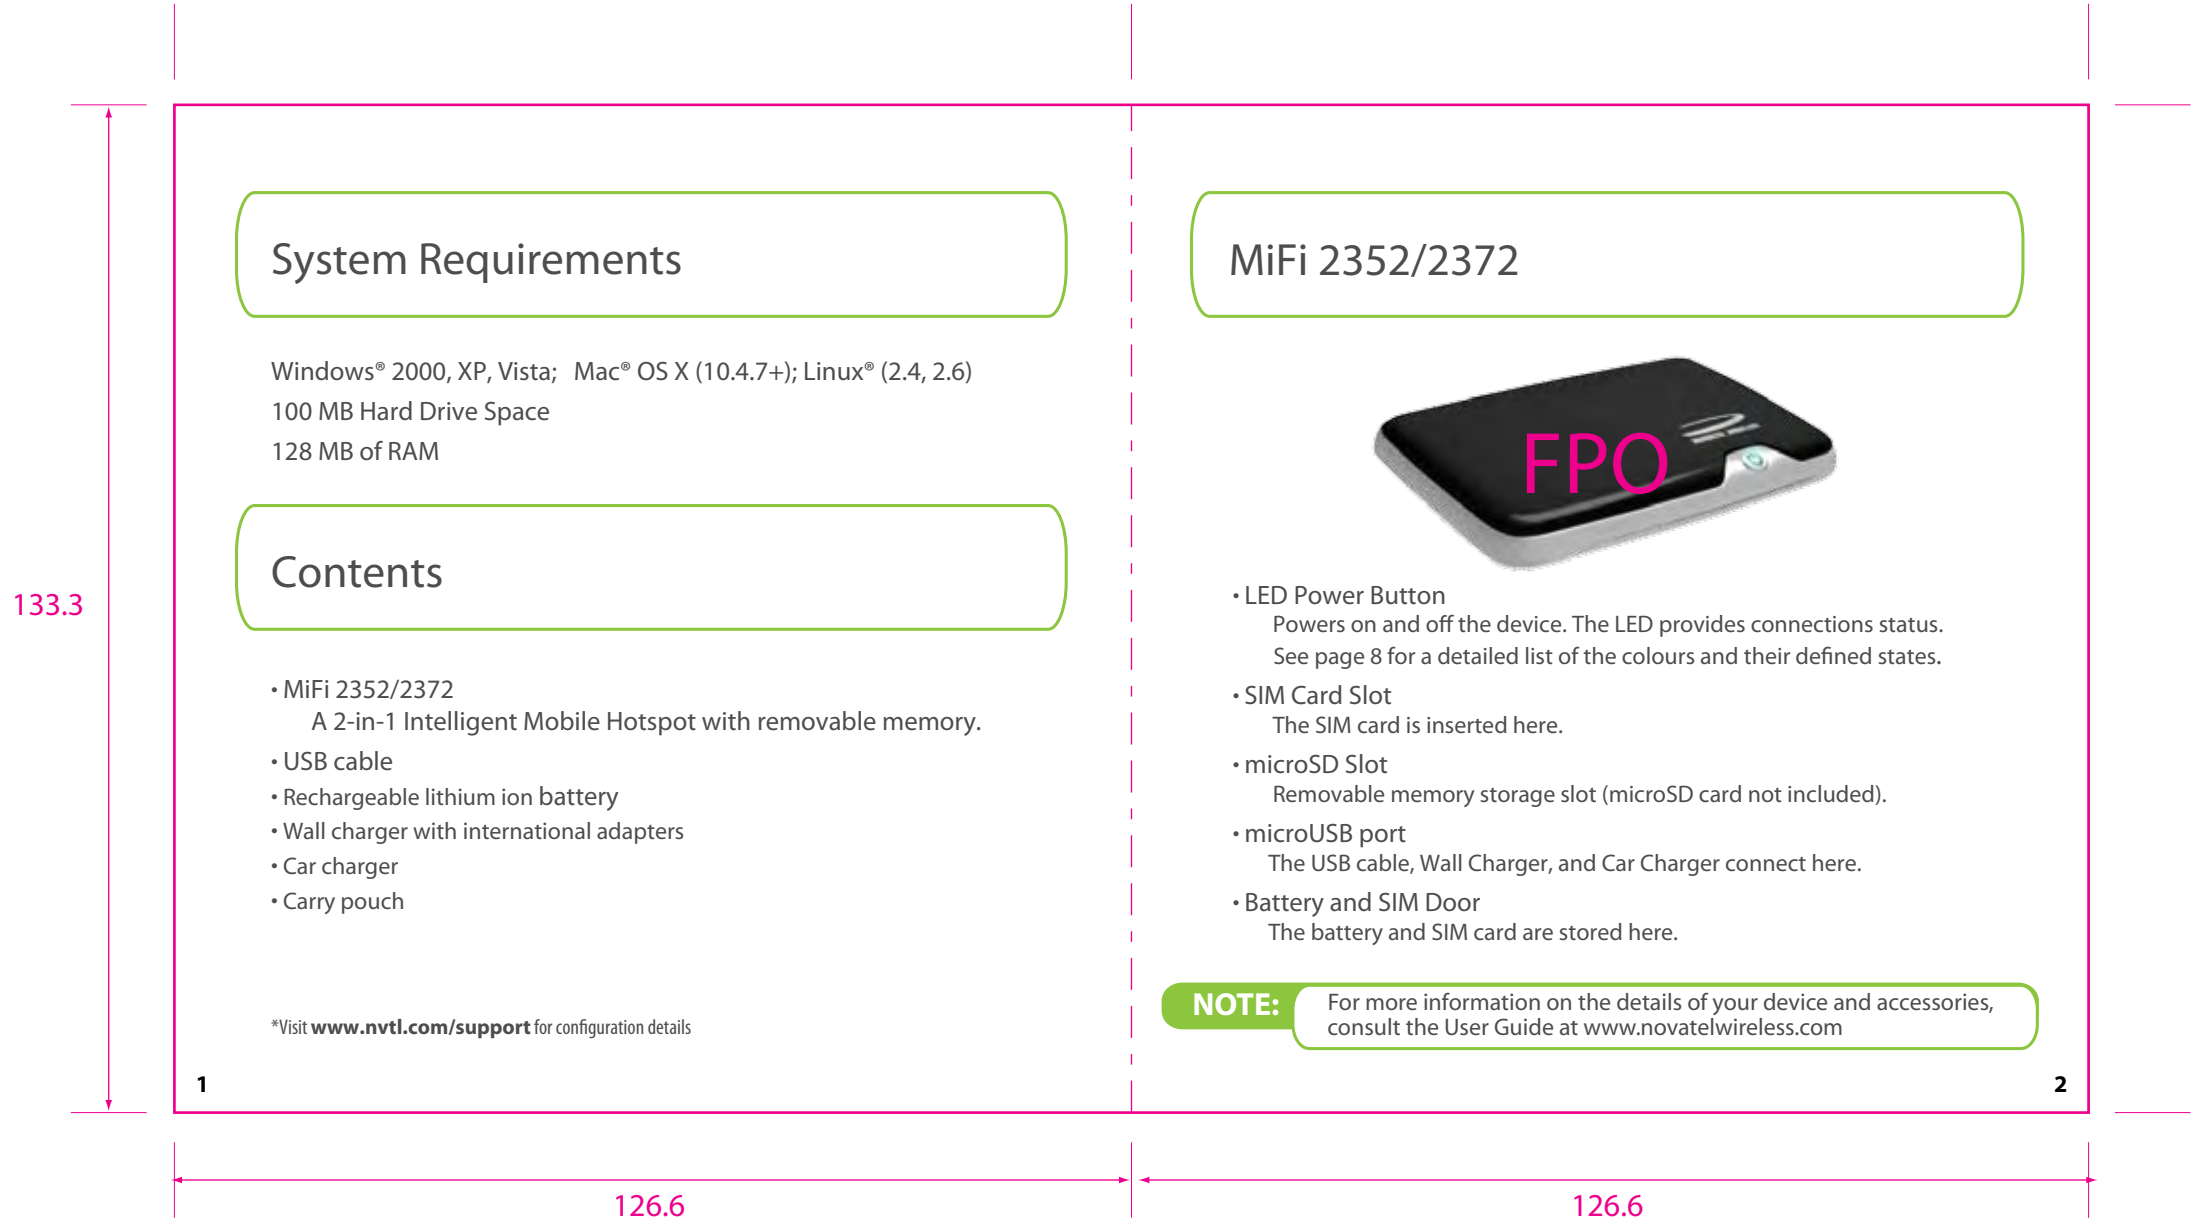 System Requirements
Windows® 2000, XP, Vista; Mac® OS X (10.4.7+); Linux® (2.4, 2.6)
100 MB Hard Drive Space
128 MB of RAM
Contents
133.3
• MiFi 2352/2372
A 2-in-1 Intelligent Mobile Hotspot with removable memory.
• USB cable
• Rechargeable lithium ion battery
• Wall charger with international adapters
• Car charger
• Carry pouch
*Visit www.nvtl.com/support for configuration details
1
126.6
MiFi 2352/2372
FPO
• LED Power Button
Powers on and off the device. The LED provides connections status.
See page 8 for a detailed list of the colours and their defined states.
• SIM Card Slot
The SIM card is inserted here.
• microSD Slot
Removable memory storage slot (microSD card not included).
• microUSB port
The USB cable, Wall Charger, and Car Charger connect here.
• Battery and SIM Door
The battery and SIM card are stored here.
NOTE: For more information on the details of your device and accessories,
consult the User Guide at www.novatelwireless.com
2
126.6